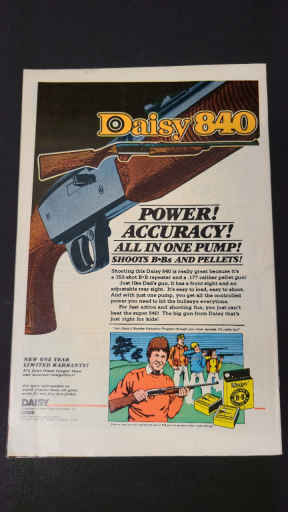 Daisy 840
POWER!
ACCURACY!
ALL IN ONE PUMP!
SHOOTS B•Bs AND PELLETS!
Shooting this Daisy 840 is really great because it's
a 350-shot B•B repeater and a .177 caliber pellet gun!
Just like Dad's gun, it has a front sight and an
adjustable rear sight. It's easy to load, easy to shoot.
And with just one pump, you get all the controlled
power you need to hit the bullseye everytime.
For fast action and shooting fun, you just can't
beat the super 840! The big gun from Daisy that's
just right for kids!
NEW ONE YEAR
LIMITED WARRANTY!
DAISY